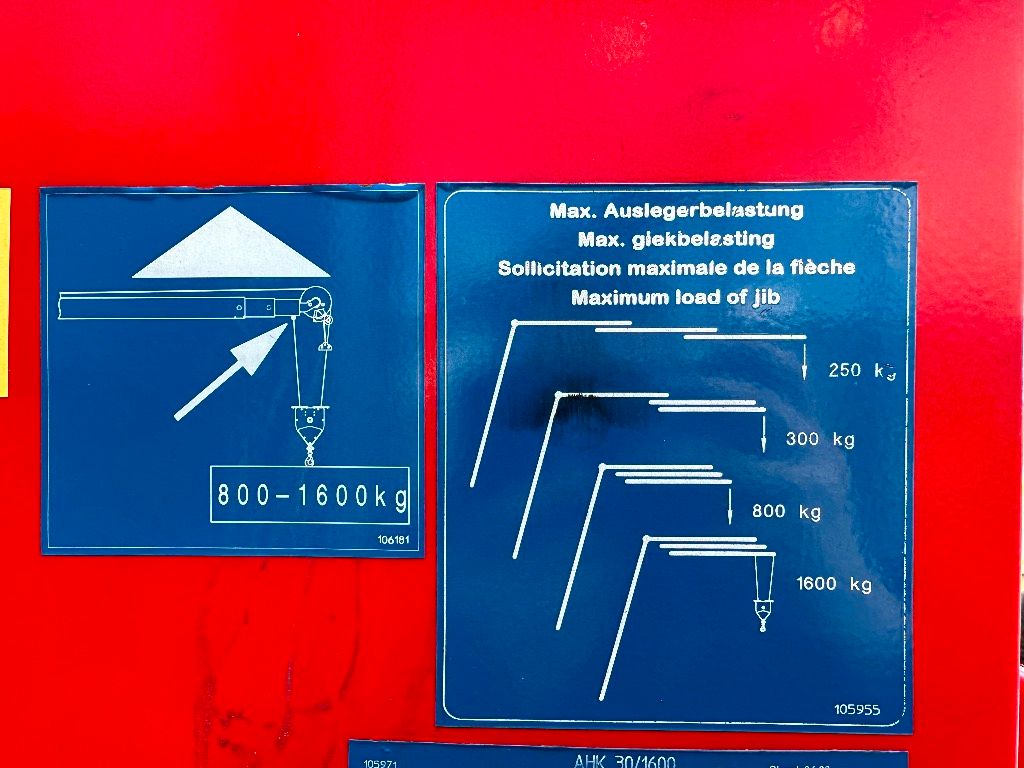 800-1600kg
106181
Max. Auslegerbelastung
Max. giekbelasting
Sollicitation maximale de la flèche
Maximum load of jib
250 kg
300 kg
800 kg
1600 kg
105955
105971
AHK 30/1600